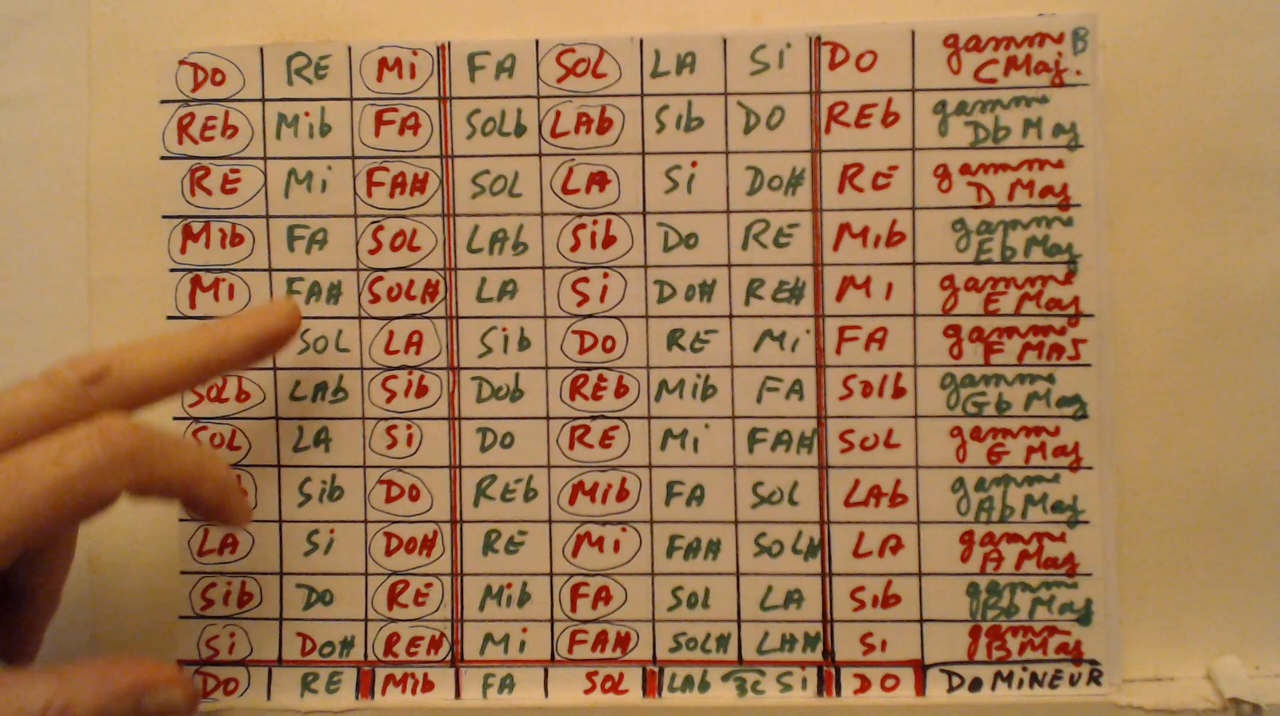 DO RE Mi FA SOL LA Si DO gamme B C Maj.
REb Mib FA SOLb LAb Sib DO REb gamme Db Maj
RE Mi FA# SOL LA Si DO# RE gamme D Maj
Mib FA SOL LAb Sib DO RE Mib gamme Eb Maj
Mi FA# SOL# LA Si DO# RE# Mi gamme E Maj
SOL LA Sib DO RE Mi FA gamme F MAJ
SOLb LAb Sib DOb REb Mib FA SOLb gamme Gb Maj
SOL LA Si DO RE Mi FA# SOL gamme G Maj
Sib DO REb Mib FA SOL LAb gamme Ab Maj
LA Si DO# RE Mi FA# SOL# LA gamme A Maj
Sib DO RE Mib FA SOL LA Sib gamme Bb Maj
Si DO# RE# Mi FA# SOL# LA# Si gamme B Maj
DO RE Mib FA SOL LAb Si DO DO MINEUR